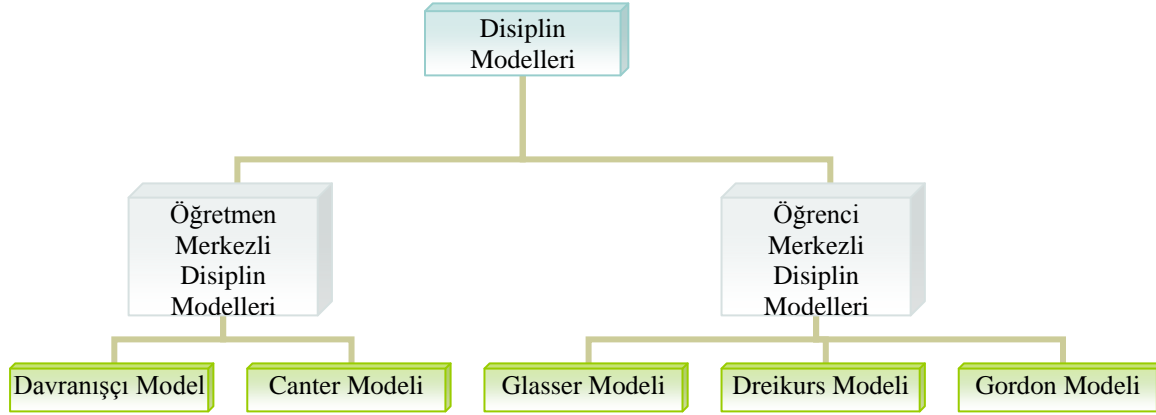 Disiplin
Modelleri
Öğretmen
Merkezli
Disiplin
Modelleri
Öğrenci
Merkezli
Disiplin
Modelleri
Davranışçı Model
Canter Modeli
Glasser Modeli
Dreikurs Modeli
Gordon Modeli